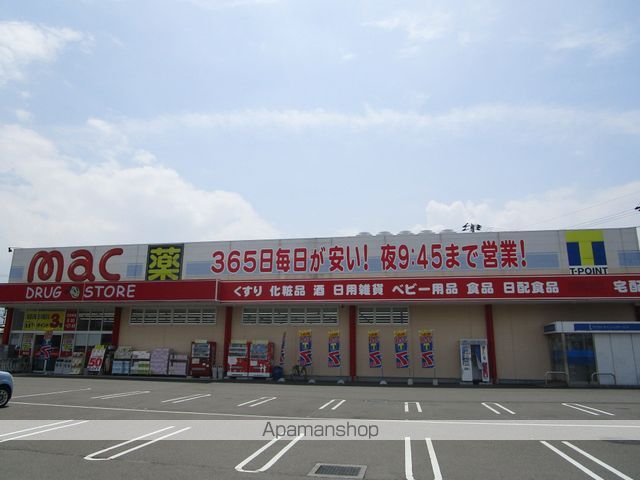 mac
薬
365日毎日が安い! 夜9:45まで営業!
T
T-POINT
DRUG STORE
くすり 化粧品 酒 日用雑貨 ベビー用品 食品 日配食品
宅配
50
Apamanshop